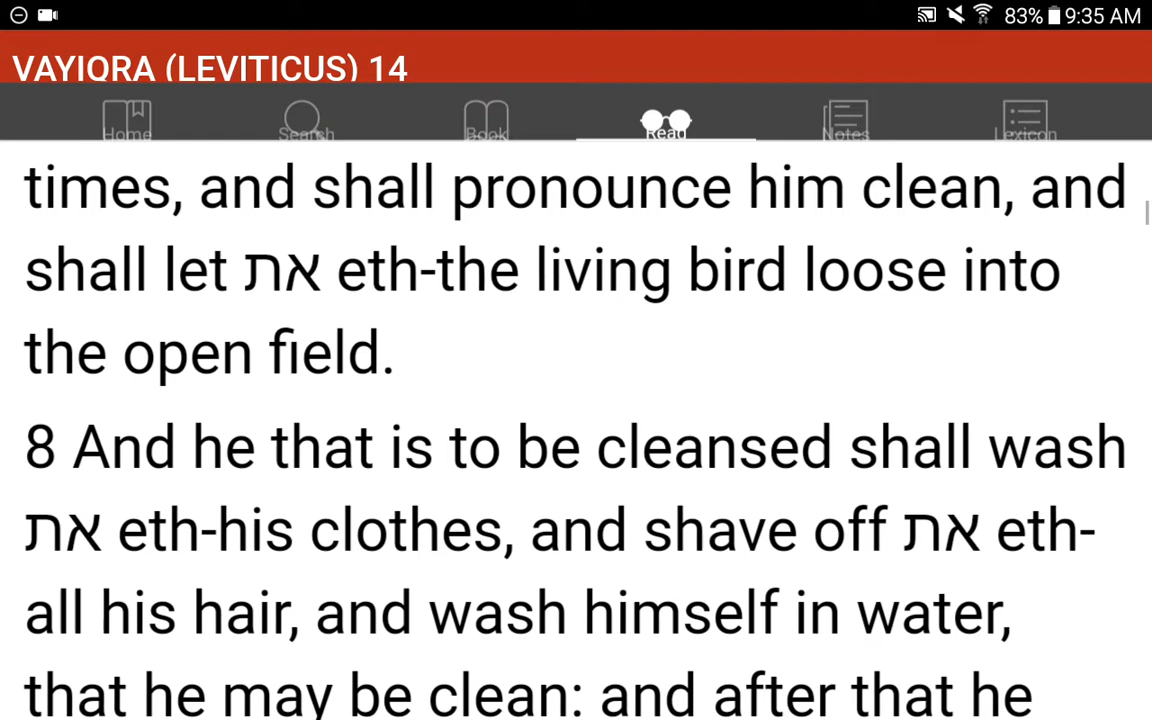 83% 9:35 AM
VAYIQRA (LEVITICUS) 14
Home Search Book Read Notes Lexicon
times, and shall pronounce him clean, and
shall let את eth-the living bird loose into
the open field.
8 And he that is to be cleansed shall wash
את eth-his clothes, and shave off את eth-
all his hair, and wash himself in water,
that he may be clean: and after that he